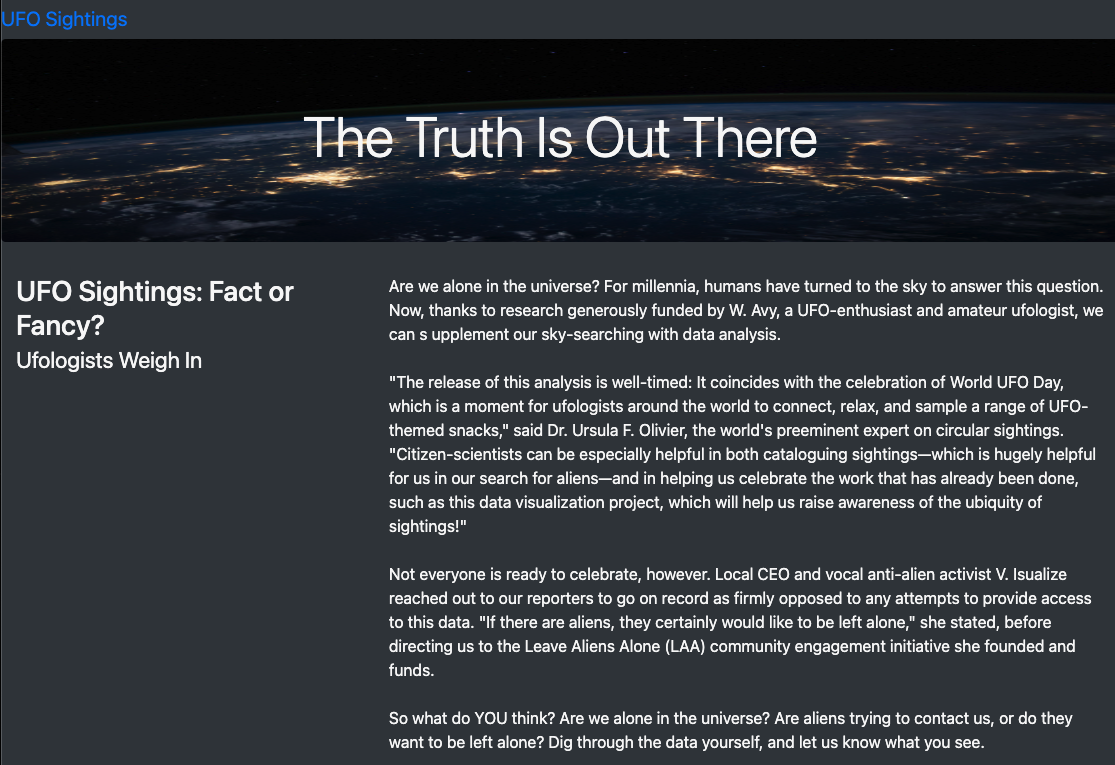 UFO Sightings
The Truth Is Out There
UFO Sightings: Fact or
Fancy?
Ufologists Weigh In
Are we alone in the universe? For millennia, humans have turned to the sky to answer this question.
Now, thanks to research generously funded by W. Avy, a UFO-enthusiast and amateur ufologist, we
can s upplement our sky-searching with data analysis.
"The release of this analysis is well-timed: It coincides with the celebration of World UFO Day,
which is a moment for ufologists around the world to connect, relax, and sample a range of UFO-
themed snacks," said Dr. Ursula F. Olivier, the world's preeminent expert on circular sightings.
"Citizen-scientists can be especially helpful in both cataloguing sightings—which is hugely helpful
for us in our search for aliens—and in helping us celebrate the work that has already been done,
such as this data visualization project, which will help us raise awareness of the ubiquity of
sightings!"
Not everyone is ready to celebrate, however. Local CEO and vocal anti-alien activist V. Isualize
reached out to our reporters to go on record as firmly opposed to any attempts to provide access
to this data. "If there are aliens, they certainly would like to be left alone," she stated, before
directing us to the Leave Aliens Alone (LAA) community engagement initiative she founded and
funds.
So what do YOU think? Are we alone in the universe? Are aliens trying to contact us, or do they
want to be left alone? Dig through the data yourself, and let us know what you see.